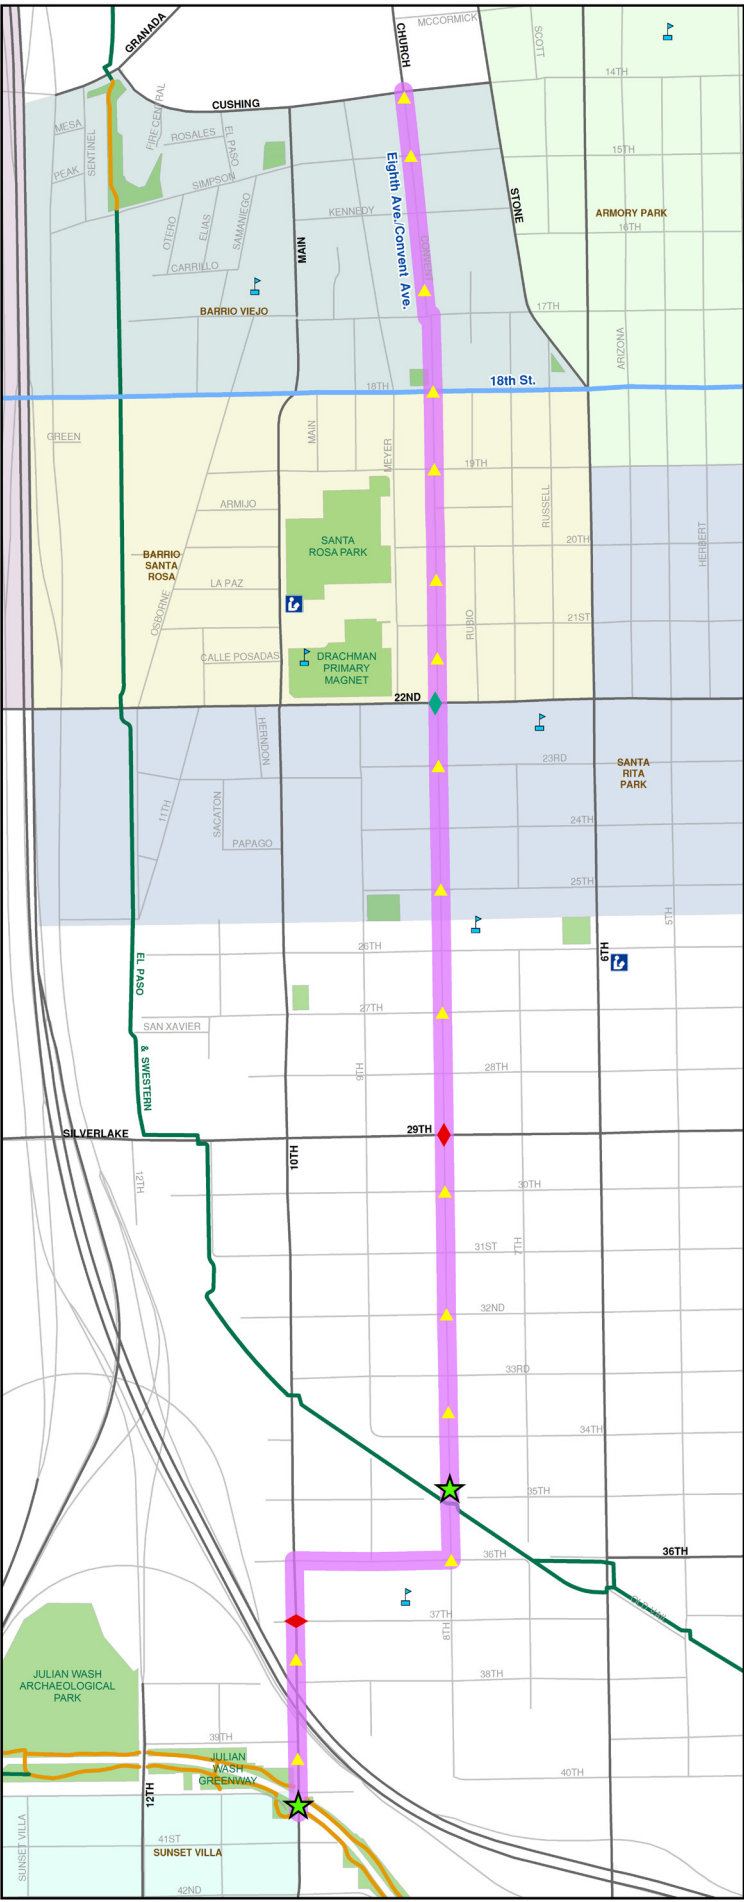 MCCORMICK
GRANADA
CHURCH
SCOTT
14TH
CUSHING
FIRE CENTRAL
MESA
SENTINEL
ROSALES
EL PASO
15TH
PEAK
SIMPSON
Eighth Ave./Convent Ave.
STONE
KENNEDY
ARMORY PARK
16TH
OTERO
ELIAS
SAMANIEGO
MAIN
CONVENT
CARRILLO
BARRIO VIEJO
17TH
ARIZONA
18TH
18th St.
GREEN
MAIN
MEYER
19TH
ARMIJO
RUSSELL
SANTA
ROSA PARK
20TH
HERBERT
BARRIO
SANTA
ROSA
LA PAZ
OSBORNE
RUBIO
21ST
CALLE POSADAS
DRACHMAN
PRIMARY
MAGNET
22ND
HERNDON
23RD
SANTA
RITA
PARK
11TH
SACATON
24TH
PAPAGO
25TH
5TH
26TH
6TH
EL PASO
27TH
SAN XAVIER
& SWESTERN
9TH
28TH
SILVERLAKE
29TH
10TH
12TH
30TH
31ST
7TH
32ND
33RD
34TH
35TH
36TH
36TH
OLD VAIL
37TH
8TH
JULIAN WASH
ARCHAEOLOGICAL
PARK
38TH
39TH
JULIAN
WASH
GREENWAY
40TH
12TH
SUNSET VILLA
41ST
SUNSET VILLA
42ND